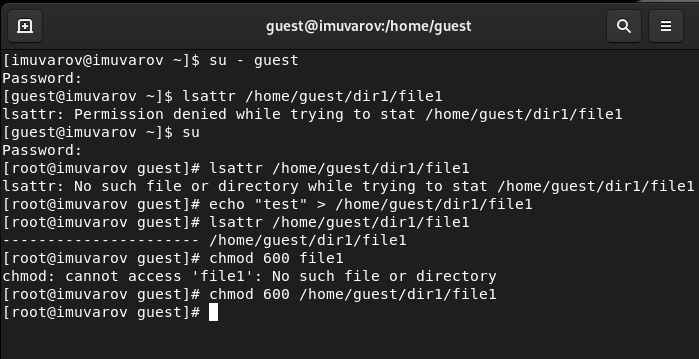 guest@imuvarov:/home/guest
[imuvarov@imuvarov ~]$ su - guest
Password:
[guest@imuvarov ~]$ lsattr /home/guest/dir1/file1
lsattr: Permission denied while trying to stat /home/guest/dir1/file1
[guest@imuvarov ~]$ su
Password:
[root@imuvarov guest]# lsattr /home/guest/dir1/file1
lsattr: No such file or directory while trying to stat /home/guest/dir1/file1
[root@imuvarov guest]# echo "test" > /home/guest/dir1/file1
[root@imuvarov guest]# lsattr /home/guest/dir1/file1
---------------------- /home/guest/dir1/file1
[root@imuvarov guest]# chmod 600 file1
chmod: cannot access 'file1': No such file or directory
[root@imuvarov guest]# chmod 600 /home/guest/dir1/file1
[root@imuvarov guest]#